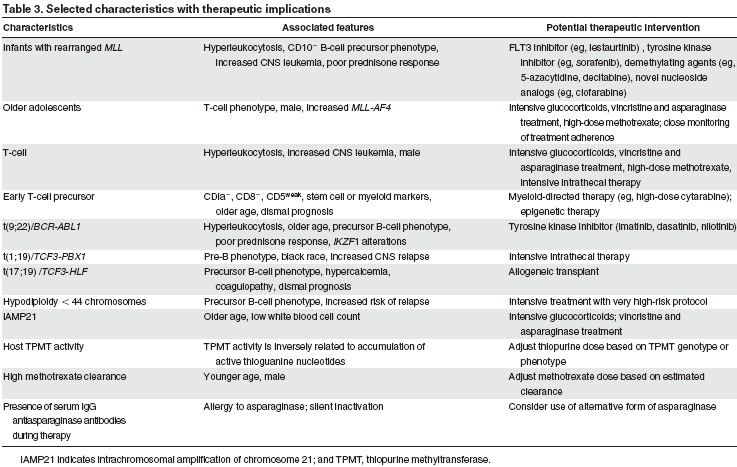 Table 3. Selected characteristics with therapeutic implications
Characteristics Associated features Potential therapeutic intervention
Infants with rearranged MLL Hyperleukocytosis, CD10− B-cell precursor phenotype, FLT3 inhibitor (eg, lestaurtinib) , tyrosine kinase
increased CNS leukemia, poor prednisone response inhibitor (eg, sorafenib), demethylating agents (eg,
5-azacytidine, decitabine), novel nucleoside
analogs (eg, clofarabine)
Older adolescents T-cell phenotype, male, increased MLL-AF4 Intensive glucocorticoids, vincristine and asparaginase
treatment, high-dose methotrexate; close monitoring
of treatment adherence
T-cell Hyperleukocytosis, increased CNS leukemia, male Intensive glucocorticoids, vincristine and
asparaginase treatment, high-dose methotrexate,
intensive intrathecal therapy
Early T-cell precursor CDIa−, CD8−, CD5weak, stem cell or myeloid markers, Myeloid-directed therapy (eg, high-dose cytarabine);
older age, dismal prognosis epigenetic therapy
t(9;22)/BCR-ABL1 Hyperleukocytosis, older age, precursor B-cell phenotype, Tyrosine kinase inhibitor (imatinib, dasatinib, nilotinib)
poor prednisone response, IKZF1 alterations
t(1;19)/TCF3-PBX1 Pre-B phenotype, black race, increased CNS relapse Intensive intrathecal therapy
t(17;19) /TCF3-HLF Precursor B-cell phenotype, hypercalcemia, Allogeneic transplant
coagulopathy, dismal prognosis
Hypodiploidy < 44 chromosomes Precursor B-cell phenotype, increased risk of relapse Intensive treatment with very high-risk protocol
iAMP21 Older age, low white blood cell count Intensive glucocorticoids; vincristine and
asparaginase treatment
Host TPMT activity TPMT activity is inversely related to accumulation of Adjust thiopurine dose based on TPMT genotype or
active thioguanine nucleotides phenotype
High methotrexate clearance Younger age, male Adjust methotrexate dose based on estimated
clearance
Presence of serum IgG Allergy to asparaginase; silent inactivation Consider use of alternative form of asparaginase
antiasparaginase antibodies
during therapy
iAMP21 indicates intrachromosomal amplification of chromosome 21; and TPMT, thiopurine methyltransferase.